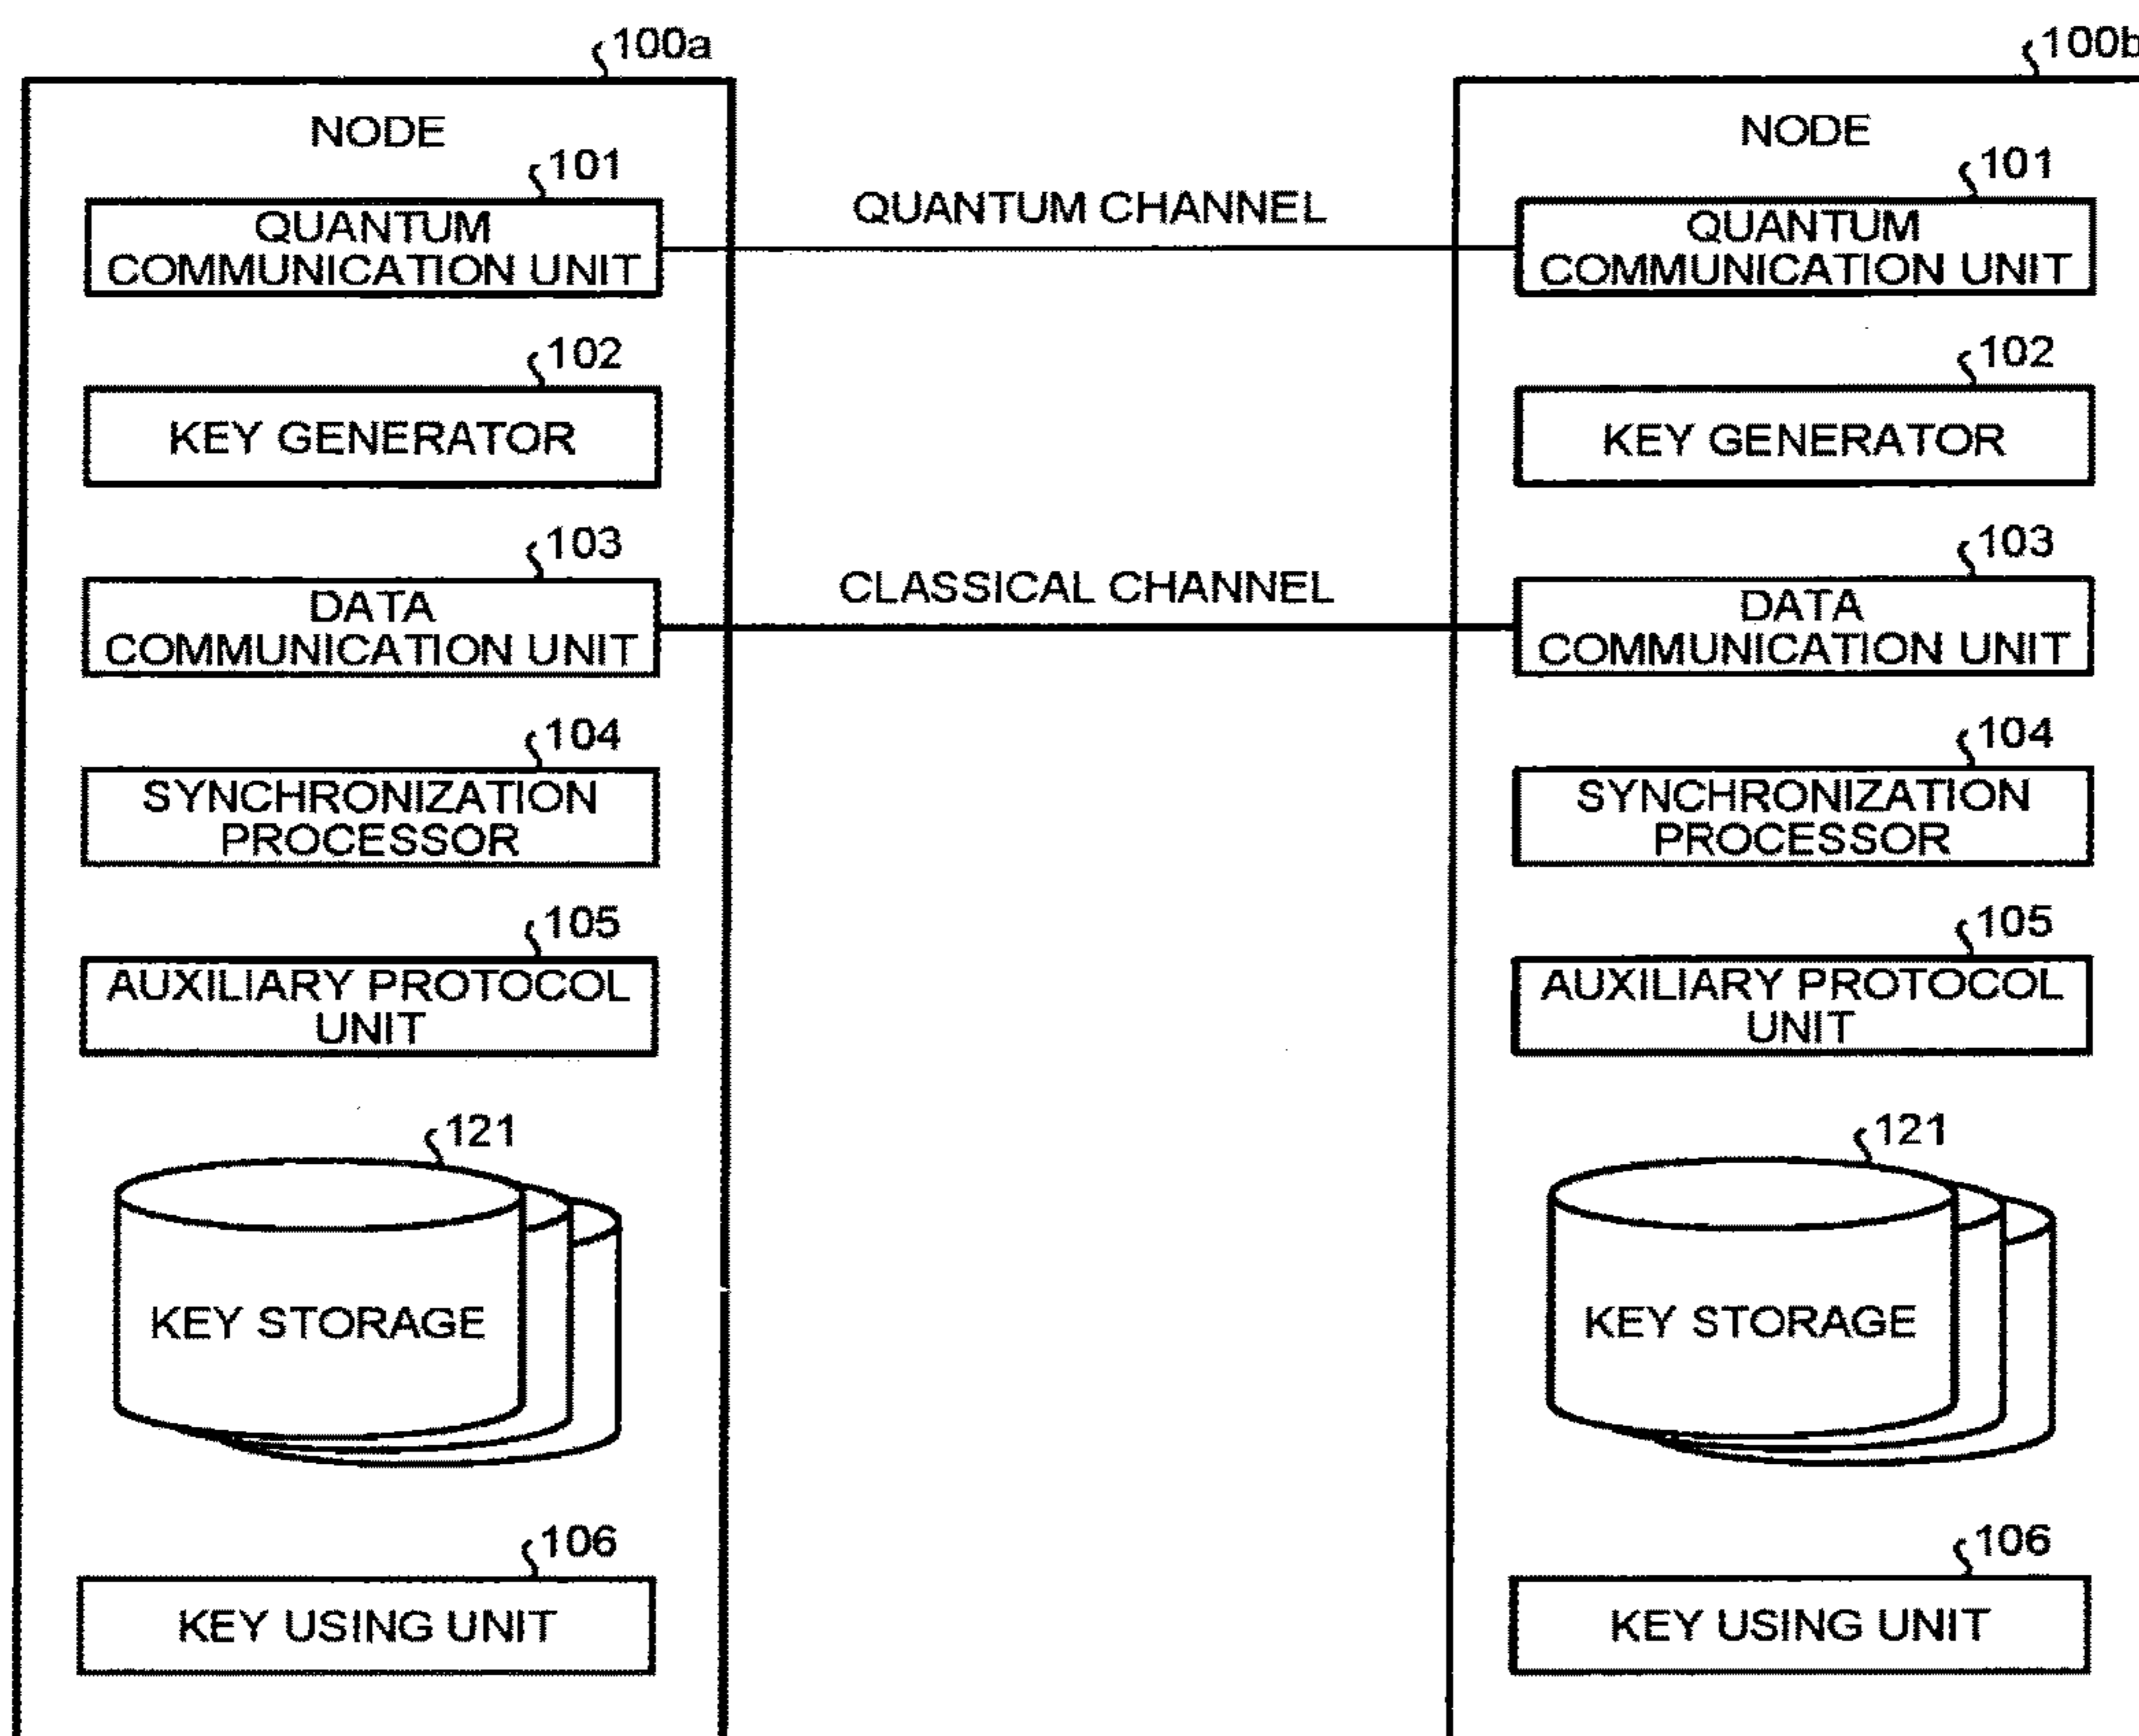 100a
NODE
101
QUANTUM
COMMUNICATION UNIT
102
KEY GENERATOR
103
DATA
COMMUNICATION UNIT
104
SYNCHRONIZATION
PROCESSOR
105
AUXILIARY PROTOCOL
UNIT
121
KEY STORAGE
106
KEY USING UNIT
QUANTUM CHANNEL
CLASSICAL CHANNEL
100b
NODE
101
QUANTUM
COMMUNICATION UNIT
102
KEY GENERATOR
103
DATA
COMMUNICATION UNIT
104
SYNCHRONIZATION
PROCESSOR
105
AUXILIARY PROTOCOL
UNIT
121
KEY STORAGE
106
KEY USING UNIT